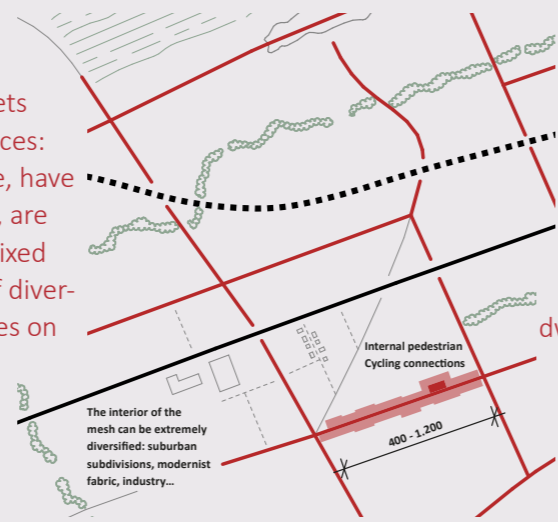 ets
ces:
e, have
, are
ixed
f diver-
es on
dw
Internal pedestrian
Cycling connections
The interior of the
mesh can be extremely
diversified: suburban
subdivisions, modernist
fabric, industry...
400 - 1.200